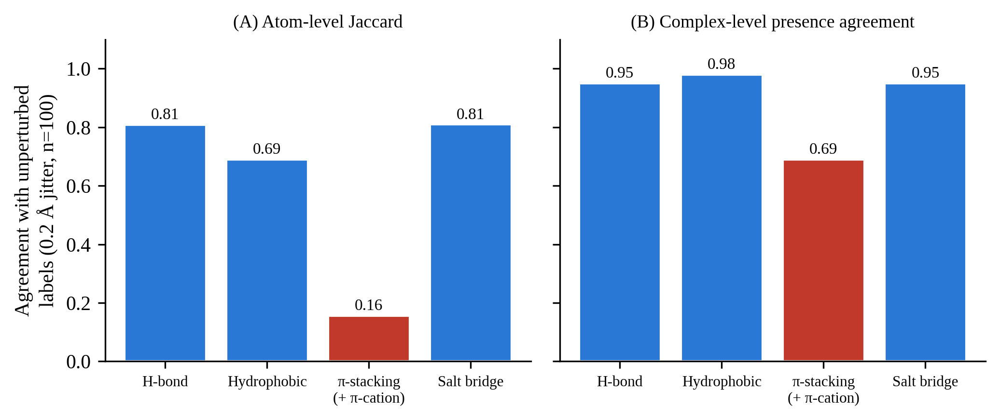 (A) Atom-level Jaccard
Agreement with unperturbed
labels (0.2 Å jitter, n=100)
1.0
0.8
0.6
0.4
0.2
0.0
0.81
0.69
0.16
0.81
H-bond
Hydrophobic
π-stacking
(+ π-cation)
Salt bridge
(B) Complex-level presence agreement
0.95
0.98
0.69
0.95
H-bond
Hydrophobic
π-stacking
(+ π-cation)
Salt bridge